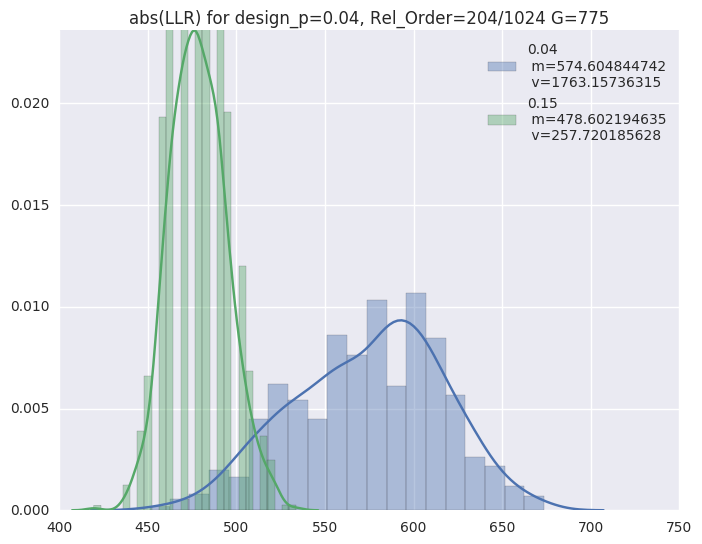 abs(LLR) for design_p=0.04, Rel_Order=204/1024 G=775
0.04
m=574.604844742
v=1763.15736315
0.15
m=478.602194635
v=257.720185628
0.020
0.015
0.010
0.005
0.000
400 450 500 550 600 650 700 750